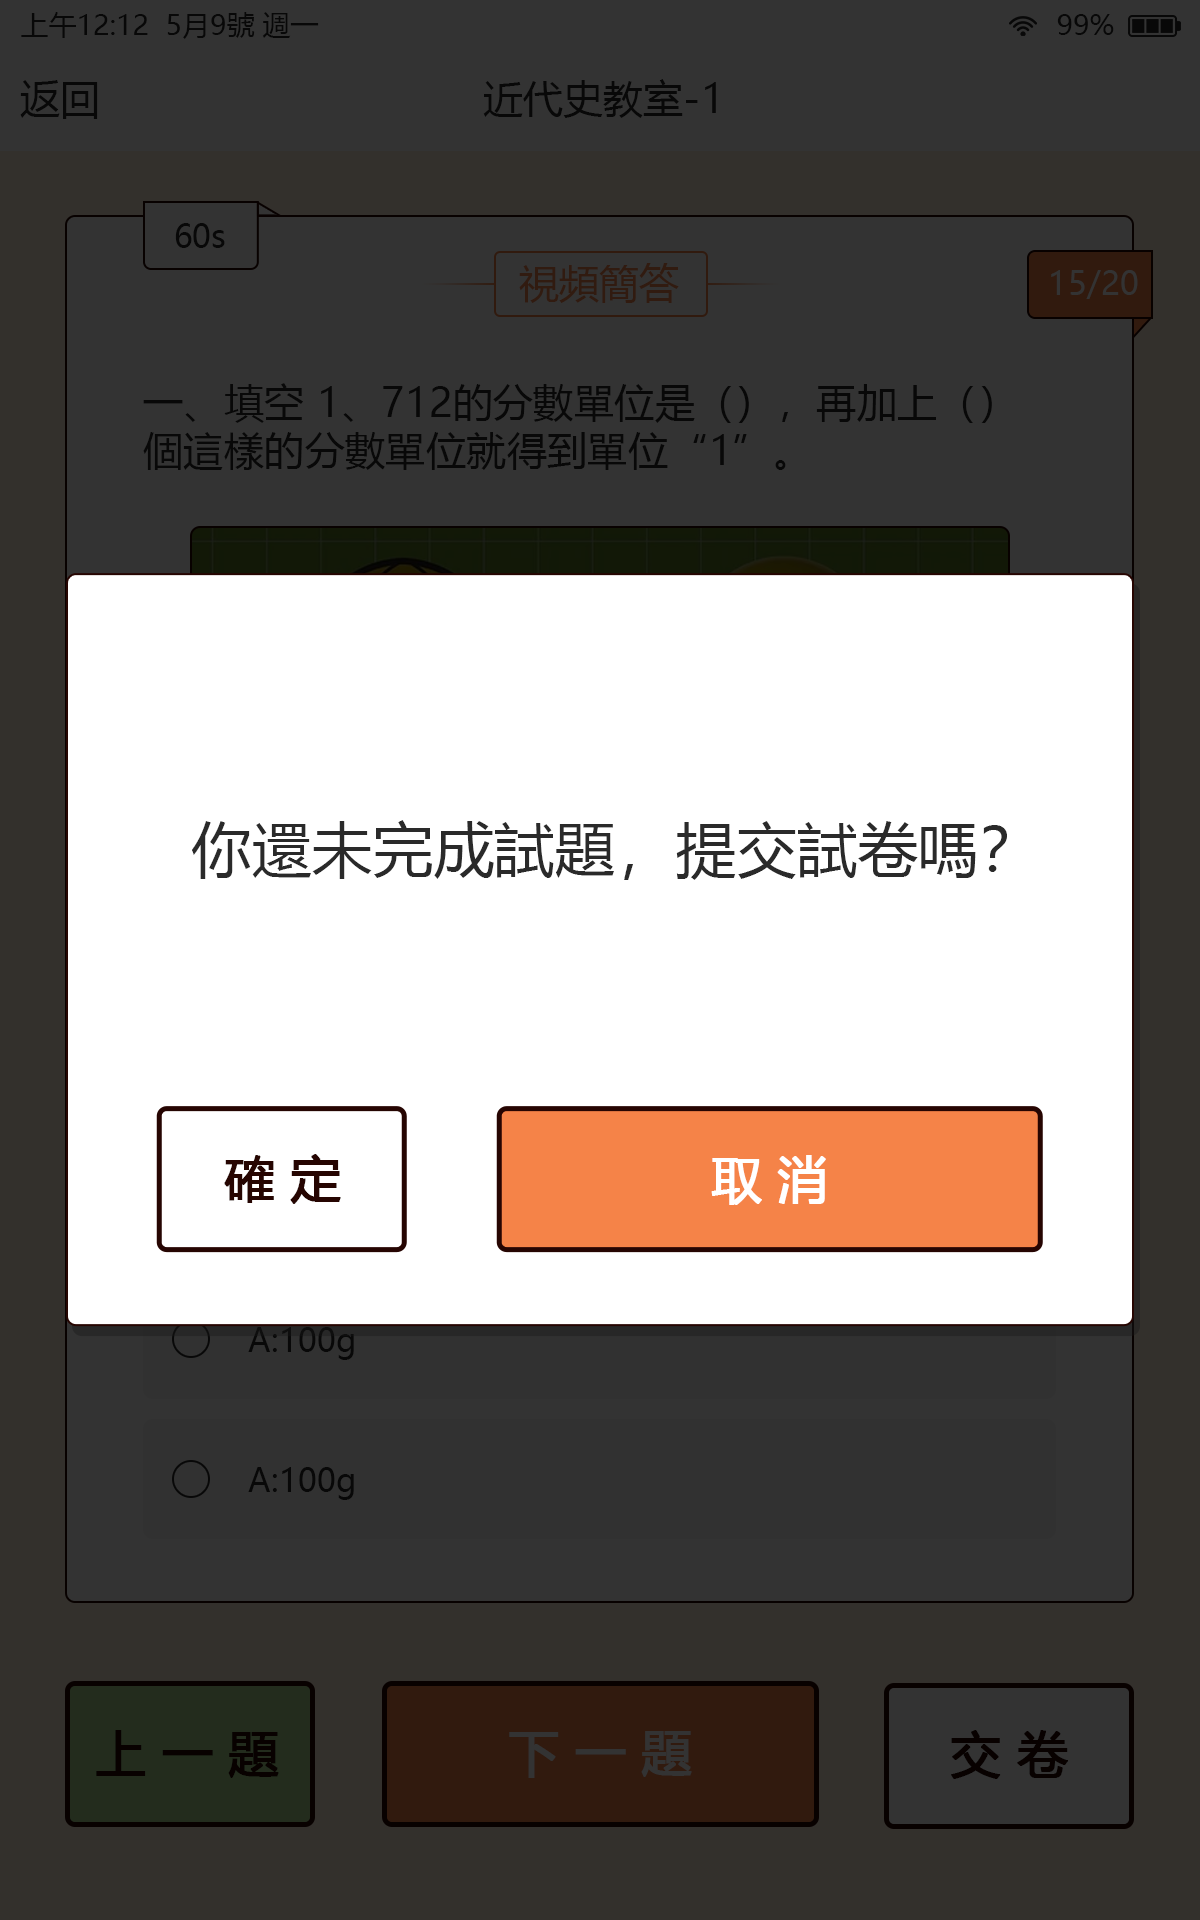 上午12:12 5月9號 週一
99%
返回
近代史教室-1
60s
視頻簡答
15/20
一、填空 1、712的分數單位是（），再加上（）
個這樣的分數單位就得到單位“1”。
你還未完成試題，提交試卷嗎？
確定
取消
A:100g
A:100g
上一題
下一題
交卷